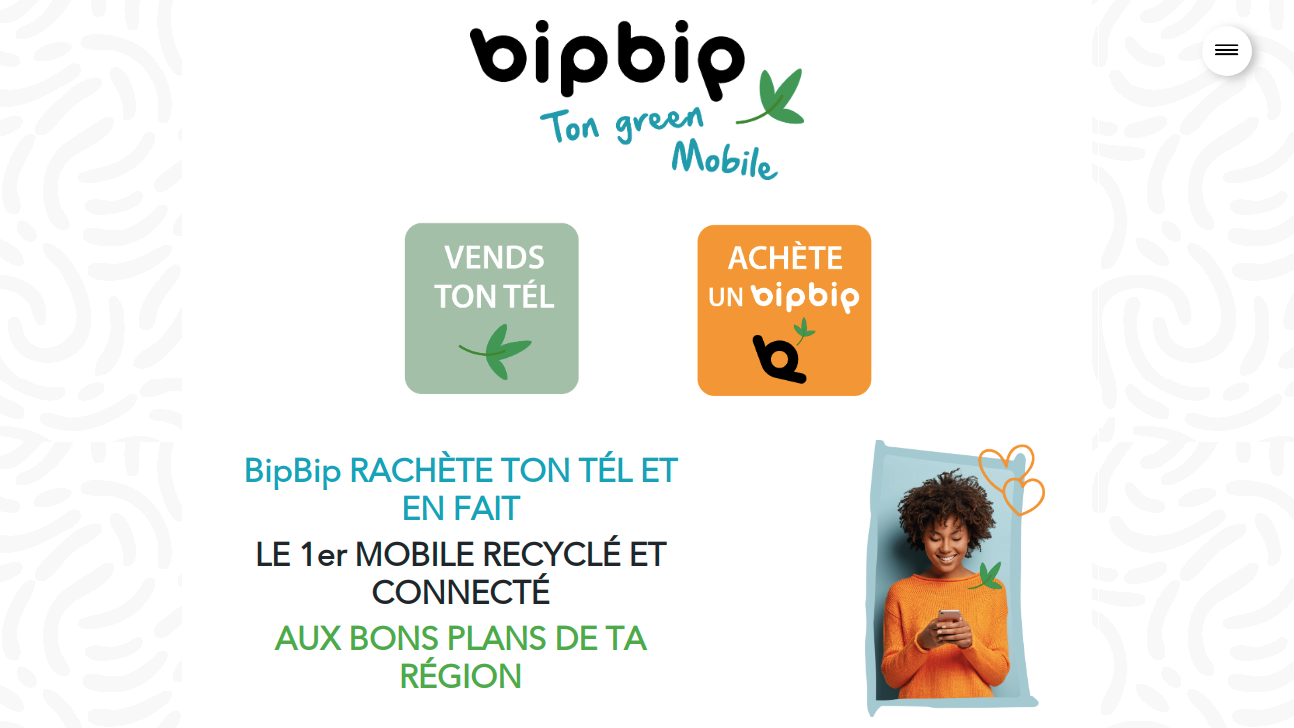 bipbip
Ton green
Mobile
VENDS
TON TÉL
ACHÈTE
UN bipbip
BipBip RACHÈTE TON TÉL ET
EN FAIT
LE 1er MOBILE RECYCLÉ ET
CONNECTÉ
AUX BONS PLANS DE TA
RÉGION